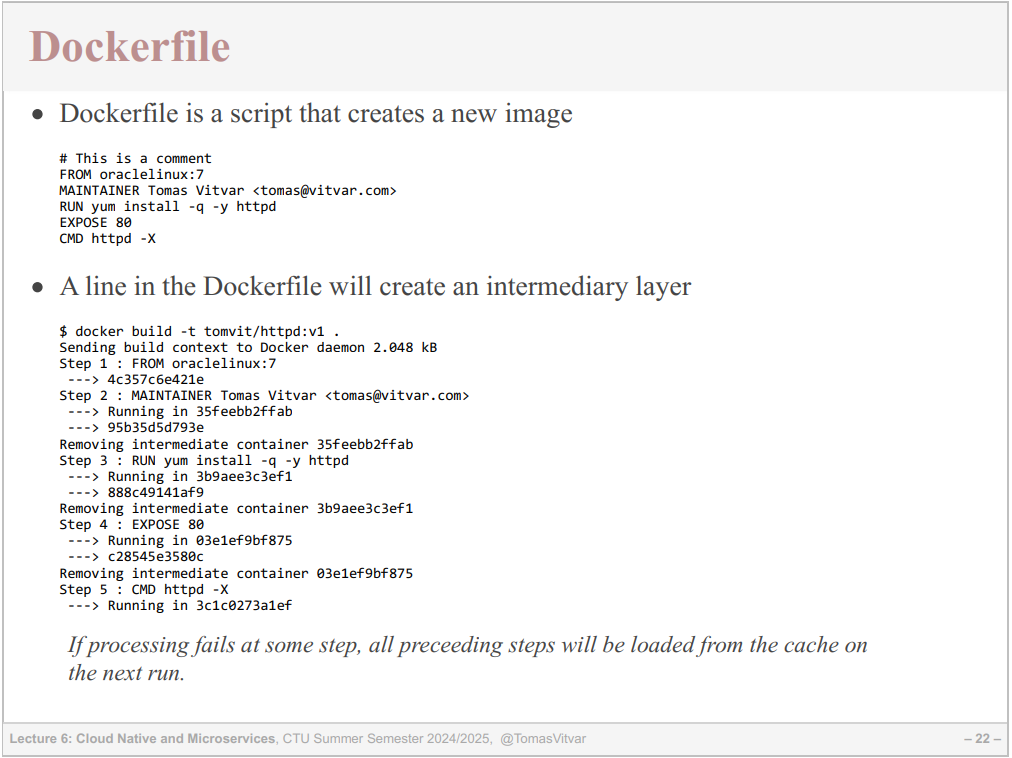 Dockerfile
● Dockerfile is a script that creates a new image
# This is a comment
FROM oraclelinux:7
MAINTAINER Tomas Vitvar <tomas@vitvar.com>
RUN yum install -q -y httpd
EXPOSE 80
CMD httpd -X
● A line in the Dockerfile will create an intermediary layer
$ docker build -t tomvit/httpd:v1 .
Sending build context to Docker daemon 2.048 kB
Step 1 : FROM oraclelinux:7
 ---> 4c357c6e421e
Step 2 : MAINTAINER Tomas Vitvar <tomas@vitvar.com>
 ---> Running in 35feebb2ffab
 ---> 95b35d5d793e
Removing intermediate container 35feebb2ffab
Step 3 : RUN yum install -q -y httpd
 ---> Running in 3b9aee3c3ef1
 ---> 888c49141af9
Removing intermediate container 3b9aee3c3ef1
Step 4 : EXPOSE 80
 ---> Running in 03e1ef9bf875
 ---> c28545e3580c
Removing intermediate container 03e1ef9bf875
Step 5 : CMD httpd -X
 ---> Running in 3c1c0273a1ef
If processing fails at some step, all preceeding steps will be loaded from the cache on
the next run.
Lecture 6: Cloud Native and Microservices, CTU Summer Semester 2024/2025, @TomasVitvar
– 22 –